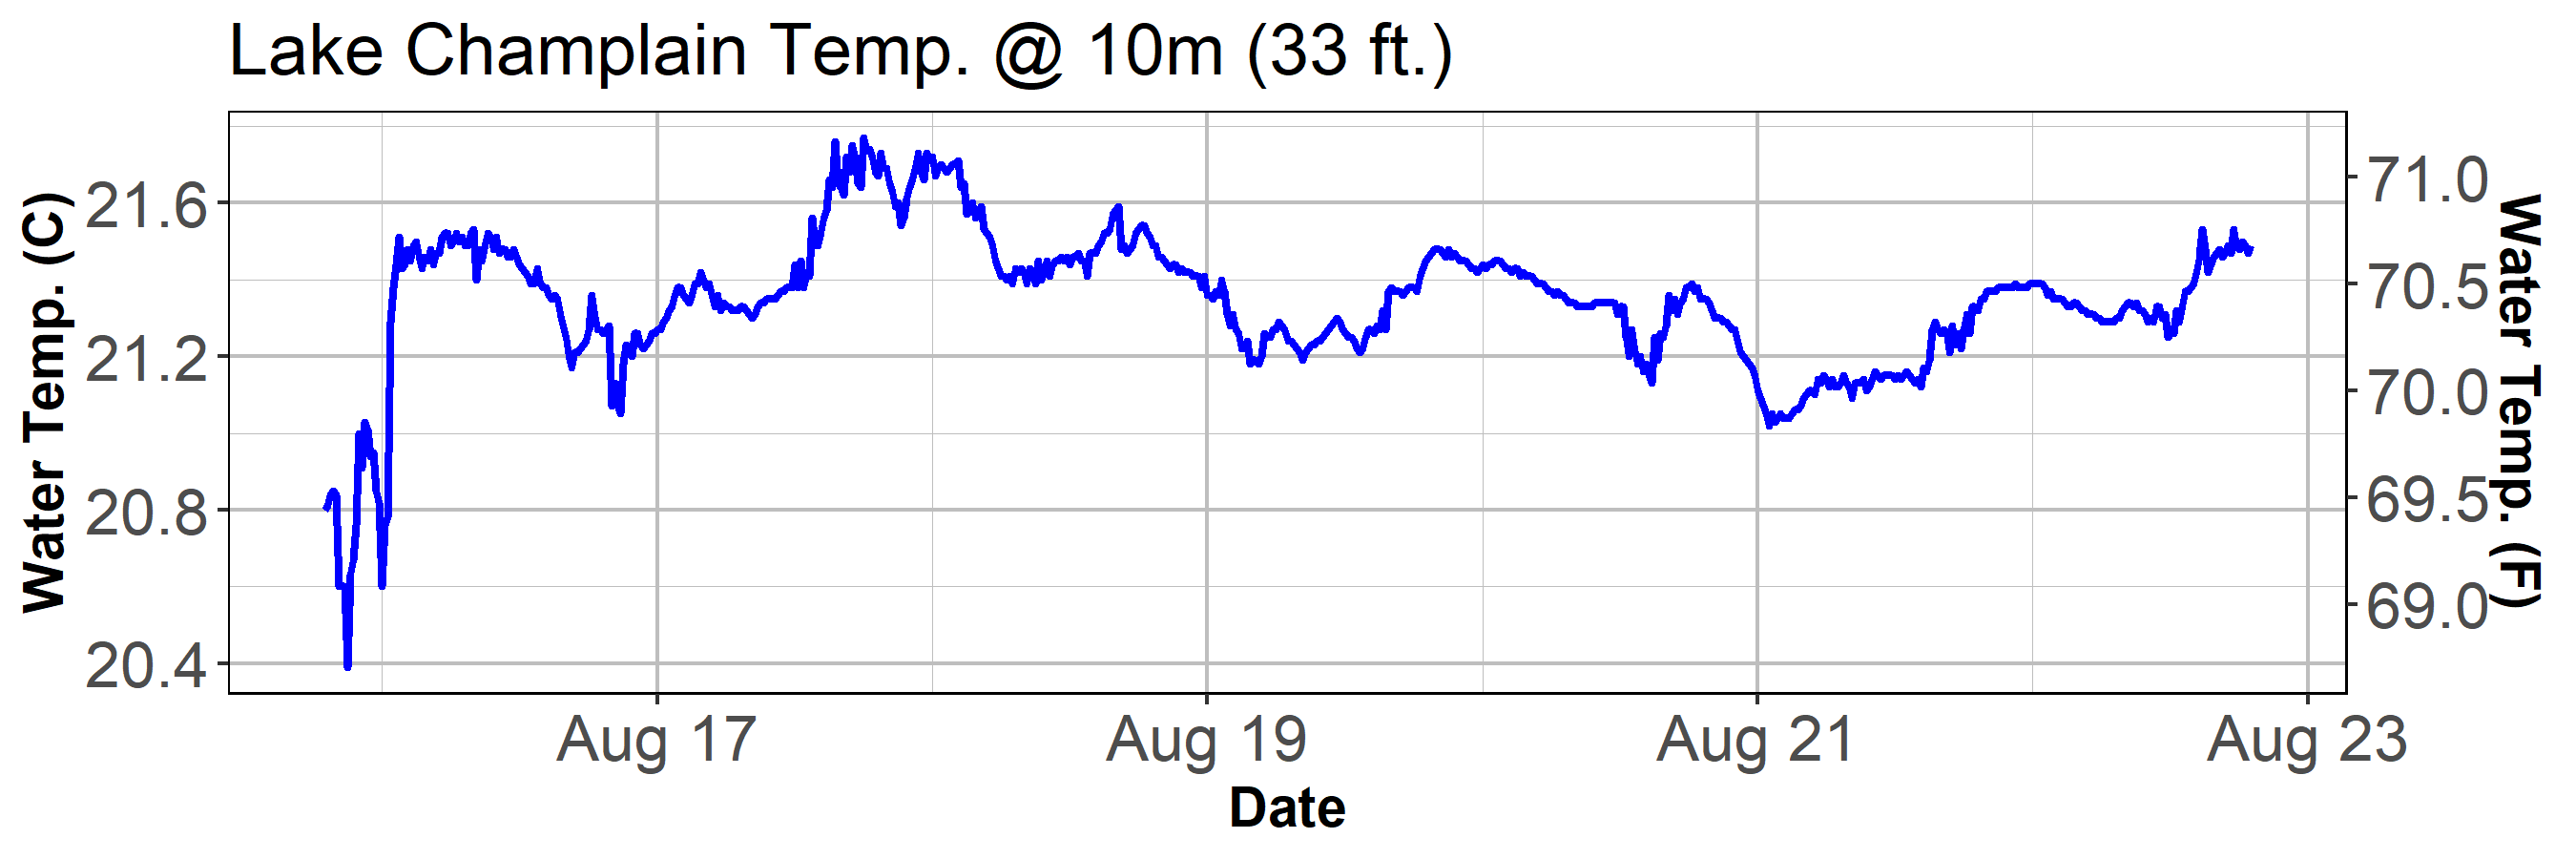 Lake Champlain Temp. @ 10m (33 ft.)
Water Temp. (C)
21.6
21.2
20.8
20.4
71.0
70.5
70.0
69.5
69.0
Water Temp. (F)
Aug 17 Aug 19 Aug 21 Aug 23
Date